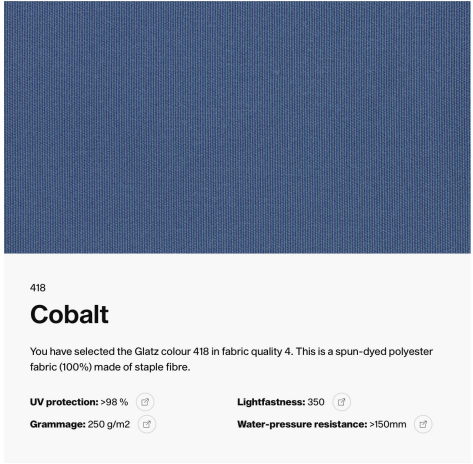 418
Cobalt
You have selected the Glatz colour 418 in fabric quality 4. This is a spun-dyed polyester
fabric (100%) made of staple fibre.
UV protection: >98 % Lightfastness: 350
Grammage: 250 g/m2 Water-pressure resistance: >150mm